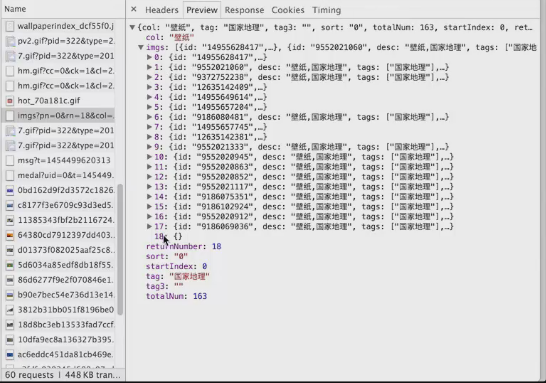 Name
wallpaperindex_dcf55f0.j
pv2.gif?pid=322&type=2.
7.gif?pid=322&type=201
hm.gif?cc=0&ck=1&cl=2.
hm.gif?cc=0&ck=1&cl=2.
hot_70a181c.gif
imgs?pn=0&rn=18&col=.
7.gif?pid=322&type=201
7.gif?pid=322&type=201
msg?t=1454499620313
medal?uid=0&t=145449.
0bd162d9f2d3572c1826.
c8177f3e6709c93d3ed5.
11385343fbf2b2116724.
64380cd7912397dd403...
d01373f082025aaf25c8..
5d6034a85edf8db18f55.
86d6277f9e2f070846e1.
b90e7bec54e736d13e14.
3812b31bb051f8196be0
18d8bc3eb13533fad7ccf.
10dfa9ec8a136327b395.
ac6eddc451da81cb469e.
60 requests | 448 KB tran...
× Headers Preview Response Cookies Timing
{col: "壁纸", tag: "国家地理", tag3: "", sort: "0", totalNum: 163, startIndex: 0, ret…
col: "壁纸"
imgs: [{id: "14955628417",…}, {id: "9552021060", desc: "壁纸,国家地理", tags: ["国家地
0: {id: "14955628417",…}
1: {id: "9552021060", desc: "壁纸,国家地理", tags: ["国家地理"],…}
2: {id: "9372752238", desc: "壁纸,国家地理", tags: ["国家地理"],…}
3: {id: "12635142409",…}
4: {id: "14955649614",…}
5: {id: "14955657204",…}
6: {id: "9186080481", desc: "壁纸,国家地理", tags: ["国家地理"],…}
7: {id: "14955657745",…}
8: {id: "12635142381",…}
9: {id: "9552021333", desc: "壁纸,国家地理", tags: ["国家地理"],…}
10: {id: "9552020945", desc: "壁纸,国家地理", tags: ["国家地理"],…}
11: {id: "9552020863", desc: "壁纸,国家地理", tags: ["国家地理"],…}
12: {id: "9552020852", desc: "壁纸,国家地理", tags: ["国家地理"],…}
13: {id: "9552021117", desc: "壁纸,国家地理", tags: ["国家地理"],…}
14: {id: "9186075351", desc: "壁纸,国家地理", tags: ["国家地理"],…}
15: {id: "9186102924", desc: "壁纸,国家地理", tags: ["国家地理"],…}
16: {id: "9552020912", desc: "壁纸,国家地理", tags: ["国家地理"],…}
17: {id: "9186069036", desc: "壁纸,国家地理", tags: ["国家地理"],…}
18: {}
returnNumber: 18
sort: "0"
startIndex: 0
tag: "国家地理"
tag3: ""
totalNum: 163